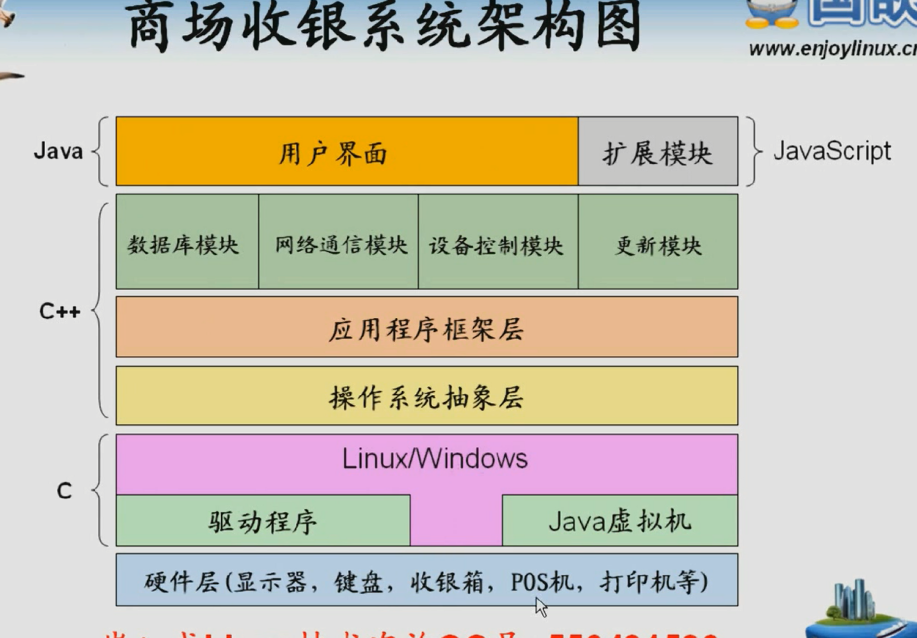 商场收银系统架构图
www.enjoylinux.cn
Java
用户界面
扩展模块
JavaScript
数据库模块
网络通信模块
设备控制模块
更新模块
C++
应用程序框架层
操作系统抽象层
Linux/Windows
C
驱动程序
Java虚拟机
硬件层(显示器，键盘，收银箱，POS机，打印机等)